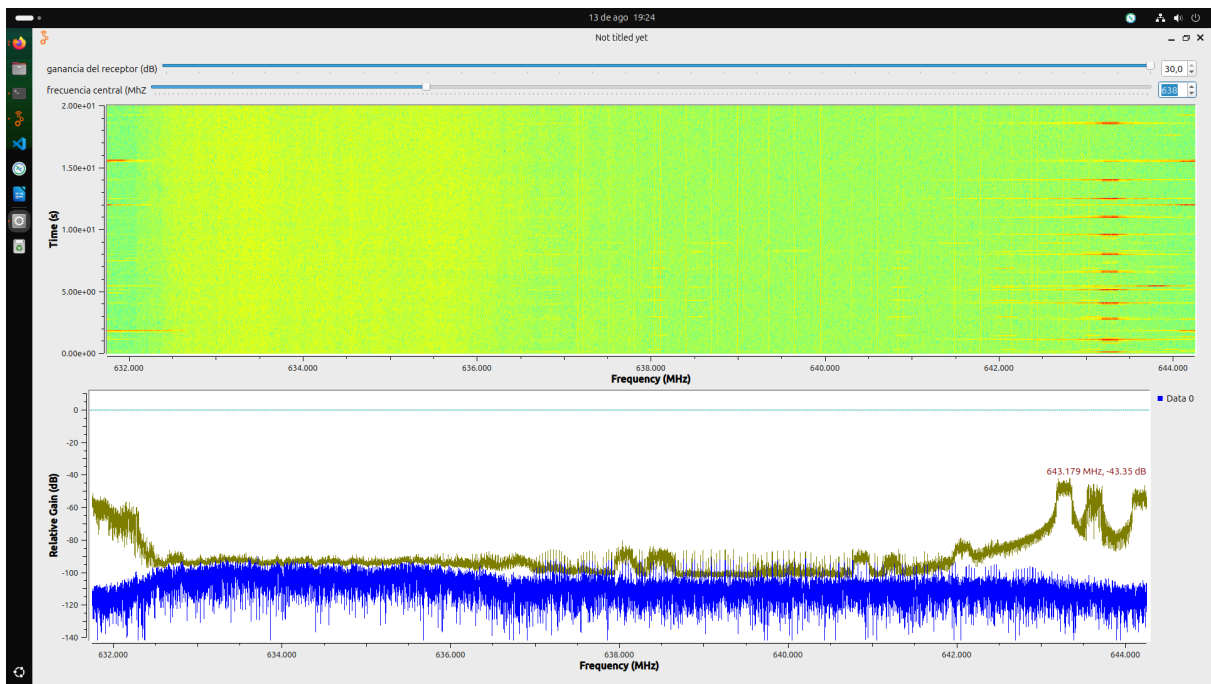 13 de ago 19:24
Not titled yet
ganancia del receptor (dB)
30,0
frecuencia central (MhZ
638
2.00e+01
1.50e+01
1.00e+01
5.00e+00
0.00e+00
Time (s)
632.000 634.000 636.000 638.000 640.000 642.000 644.000
Frequency (MHz)
Data 0
643.179 MHz, -43.35 dB
0
-20
-40
-60
-80
-100
-120
-140
Relative Gain (dB)
632.000 634.000 636.000 638.000 640.000 642.000 644.000
Frequency (MHz)